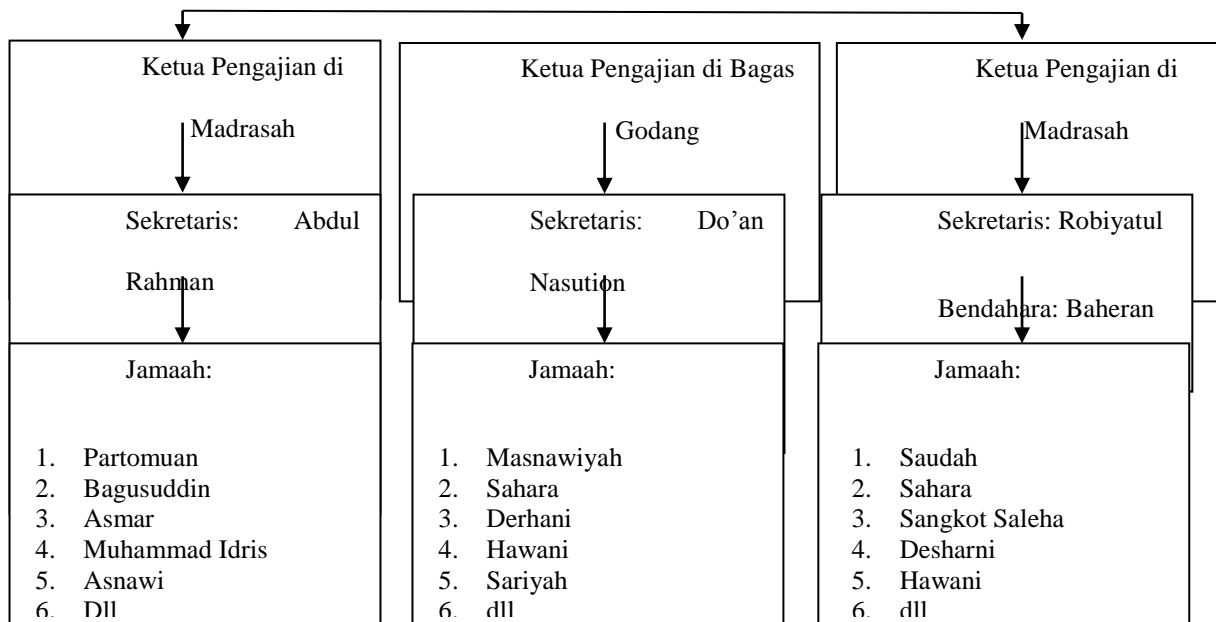 Ketua Pengajian di
Madrasah
Sekretaris: Abdul
Rahman
Jamaah:
1. Partomuan
2. Bagusuddin
3. Asmar
4. Muhammad Idris
5. Asnawi
6. Dll
Ketua Pengajian di Bagas
Godang
Sekretaris: Do’an
Nasution
Jamaah:
1. Masnawiyah
2. Sahara
3. Derhani
4. Hawani
5. Sariyah
6. dll
Ketua Pengajian di
Madrasah
Sekretaris: Robiyatul
Bendahara: Baheran
Jamaah:
1. Saudah
2. Sahara
3. Sangkot Saleha
4. Desharni
5. Hawani
6. dll